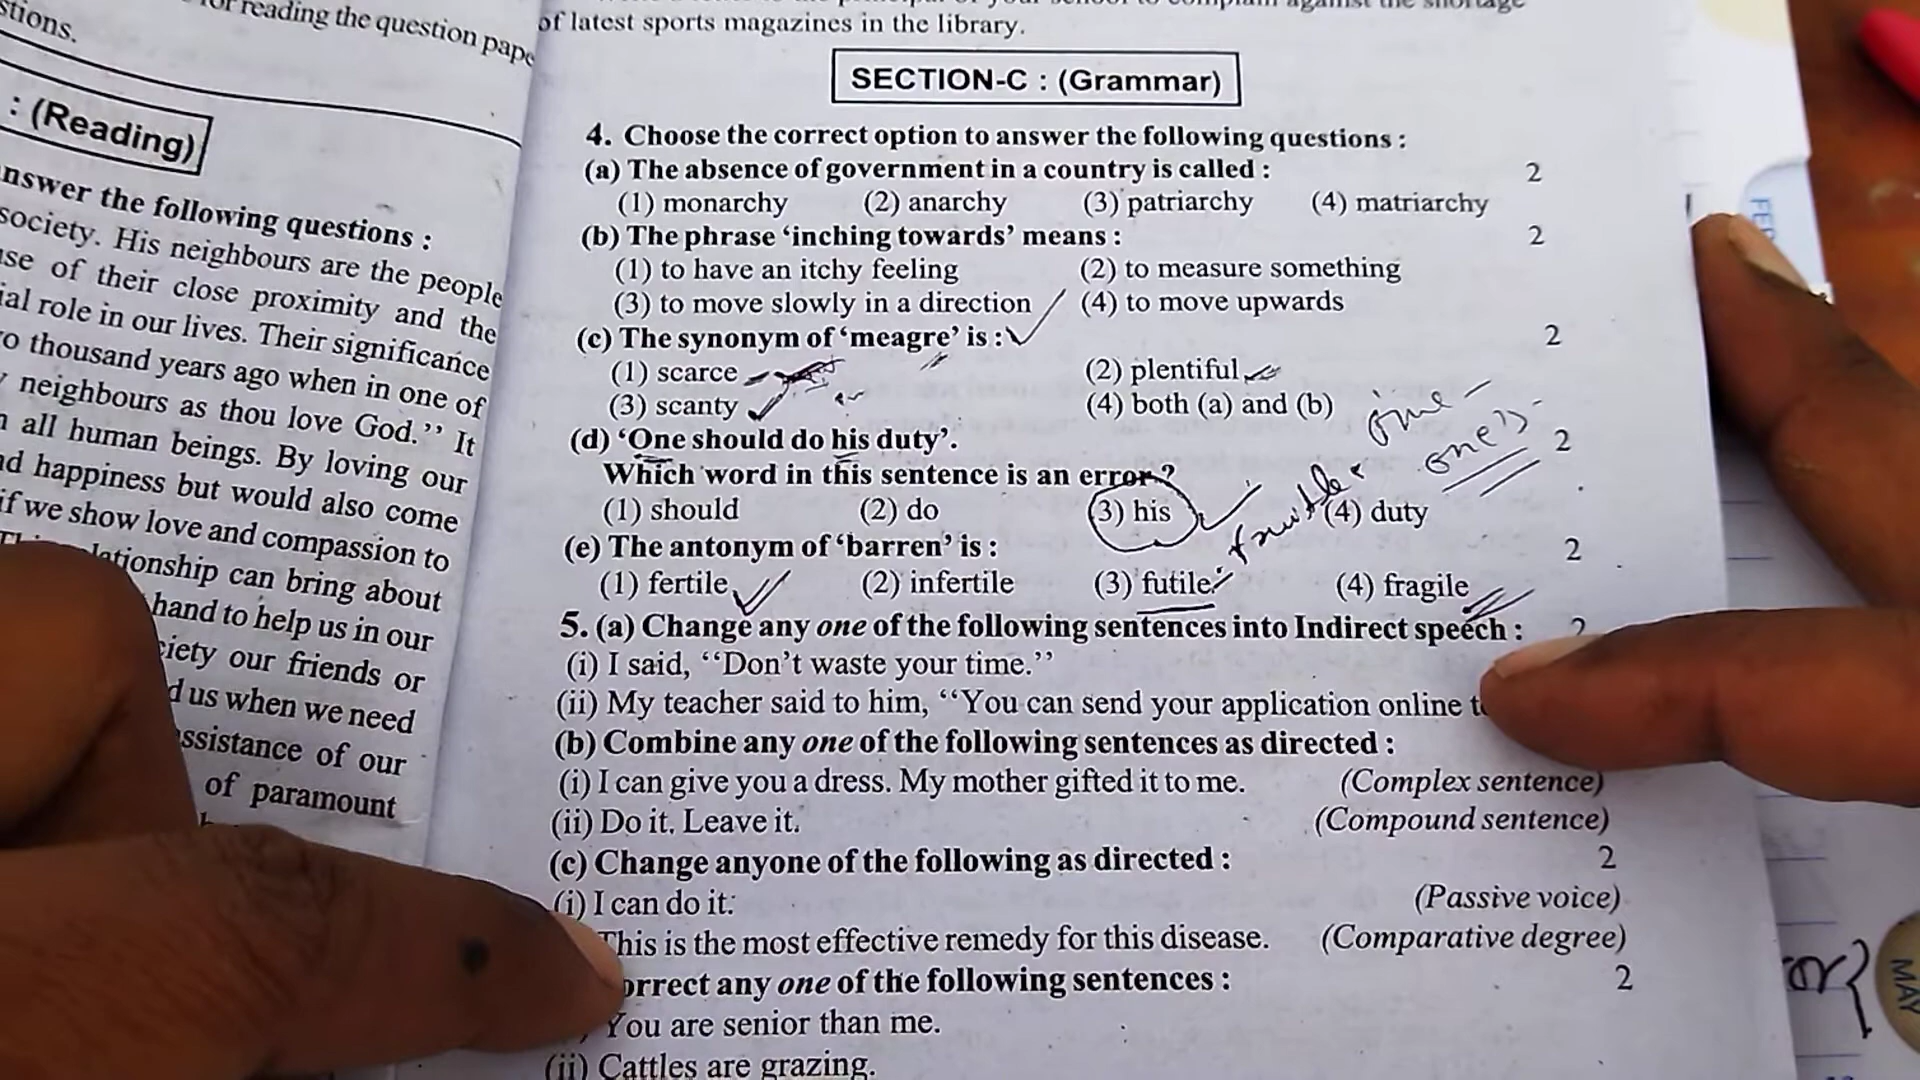 stions.
for reading the question pape
: (Reading)
nswer the following questions :
society. His neighbours are the people
use of their close proximity and the
ial role in our lives. Their significance
o thousand years ago when in one of
neighbours as thou love God.” It
all human beings. By loving our
d happiness but would also come
if we show love and compassion to
lationship can bring about
hand to help us in our
ciety our friends or
d us when we need
ssistance of our
of paramount
of latest sports magazines in the library.
SECTION-C : (Grammar)
4. Choose the correct option to answer the following questions :
(a) The absence of government in a country is called : 2
(1) monarchy (2) anarchy (3) patriarchy (4) matriarchy
(b) The phrase ‘inching towards’ means : 2
(1) to have an itchy feeling (2) to measure something
(3) to move slowly in a direction (4) to move upwards
(c) The synonym of ‘meagre’ is : 2
(1) scarce (2) plentiful
(3) scanty (4) both (a) and (b)
(d) ‘One should do his duty’. 2
one's
Which word in this sentence is an error ?
(1) should (2) do (3) his (4) duty
(e) The antonym of ‘barren’ is : 2
(1) fertile (2) infertile (3) futile (4) fragile
5. (a) Change any one of the following sentences into Indirect speech : 2
(i) I said, “Don’t waste your time.”
(ii) My teacher said to him, “You can send your application online
(b) Combine any one of the following sentences as directed :
(i) I can give you a dress. My mother gifted it to me. (Complex sentence)
(ii) Do it. Leave it. (Compound sentence)
(c) Change anyone of the following as directed : 2
(i) I can do it. (Passive voice)
This is the most effective remedy for this disease. (Comparative degree)
orrect any one of the following sentences : 2
You are senior than me.
(ii) Cattles are grazing.
FEB
or}
MAY